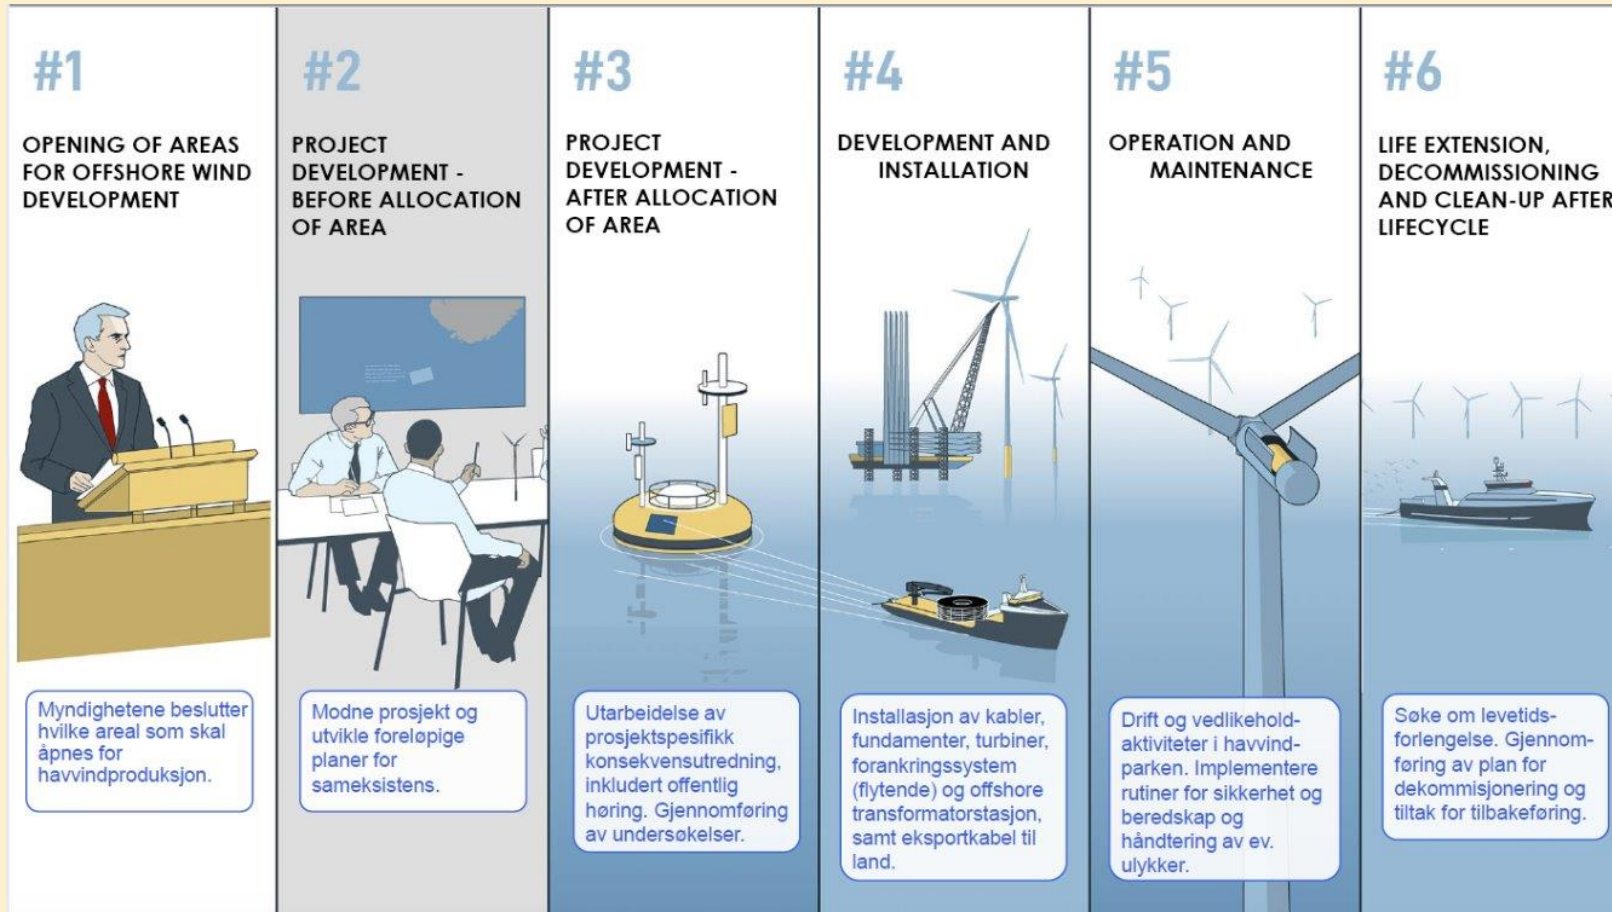 #1
OPENING OF AREAS
FOR OFFSHORE WIND
DEVELOPMENT
Myndighetene beslutter
hvilke areal som skal
åpnes for
havvindproduksjon.
#2
PROJECT
DEVELOPMENT -
BEFORE ALLOCATION
OF AREA
Modne prosjekt og
utvikle foreløpige
planer for
sameksistens.
#3
PROJECT
DEVELOPMENT -
AFTER ALLOCATION
OF AREA
Utarbeidelse av
prosjektspesifikk
konsekvensutredning,
inkludert offentlig
høring. Gjennomføring
av undersøkelser.
#4
DEVELOPMENT AND
INSTALLATION
Installasjon av kabler,
fundamenter, turbiner,
forankringssystem
(flytende) og offshore
transformatorstasjon,
samt eksportkabel til
land.
#5
OPERATION AND
MAINTENANCE
Drift og vedlikehold-
aktiviteter i havvind-
parken. Implementere
rutiner for sikkerhet og
beredskap og
håndtering av ev.
ulykker.
#6
LIFE EXTENSION,
DECOMMISSIONING
AND CLEAN-UP AFTER
LIFECYCLE
Søke om levetids-
forlengelse. Gjennom-
føring av plan for
dekommisjonering og
tiltak for tilbakeføring.